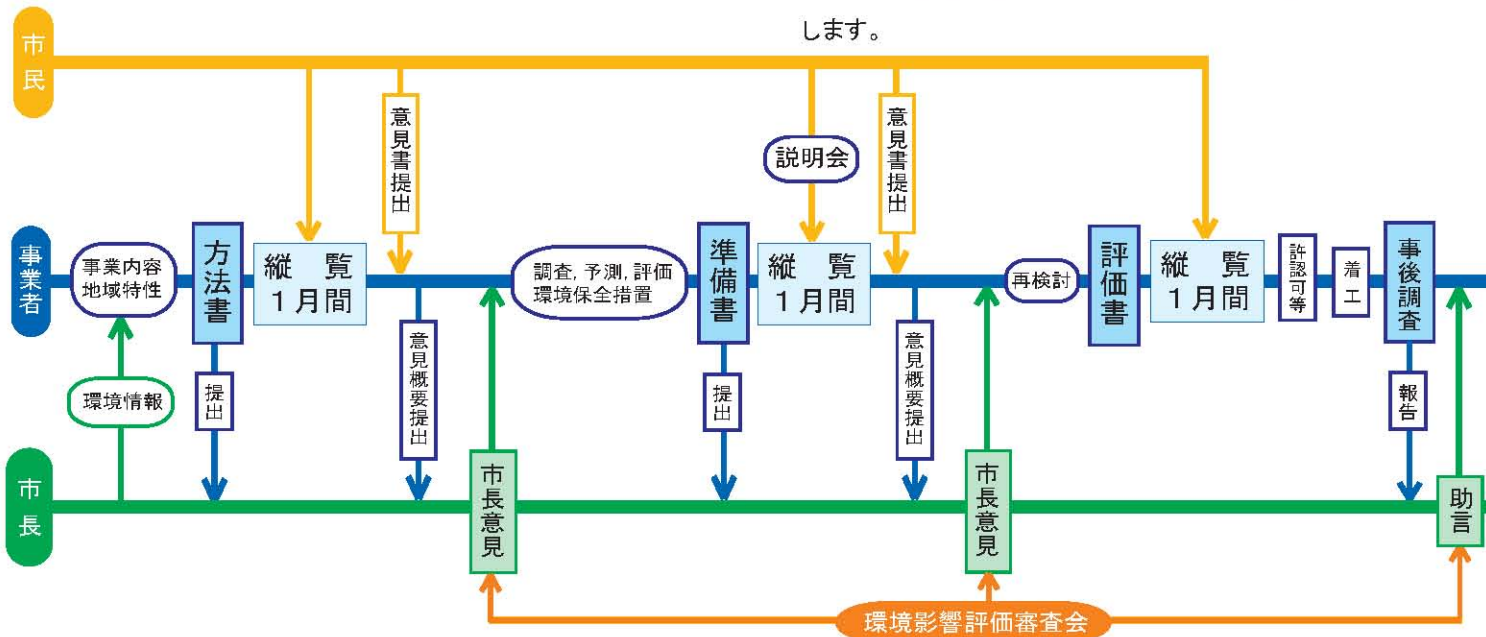 します。
市民
意見書提出
説明会
意見書提出
事業者
事業内容
地域特性
方法書
縦 覧
１月間
調査，予測，評価
環境保全措置
準備書
縦 覧
１月間
再検討
評価書
縦 覧
１月間
許認可等
着工
事後調査
環境情報
提出
意見概要提出
提出
意見概要提出
報告
市長
市長意見
市長意見
助言
環境影響評価審査会